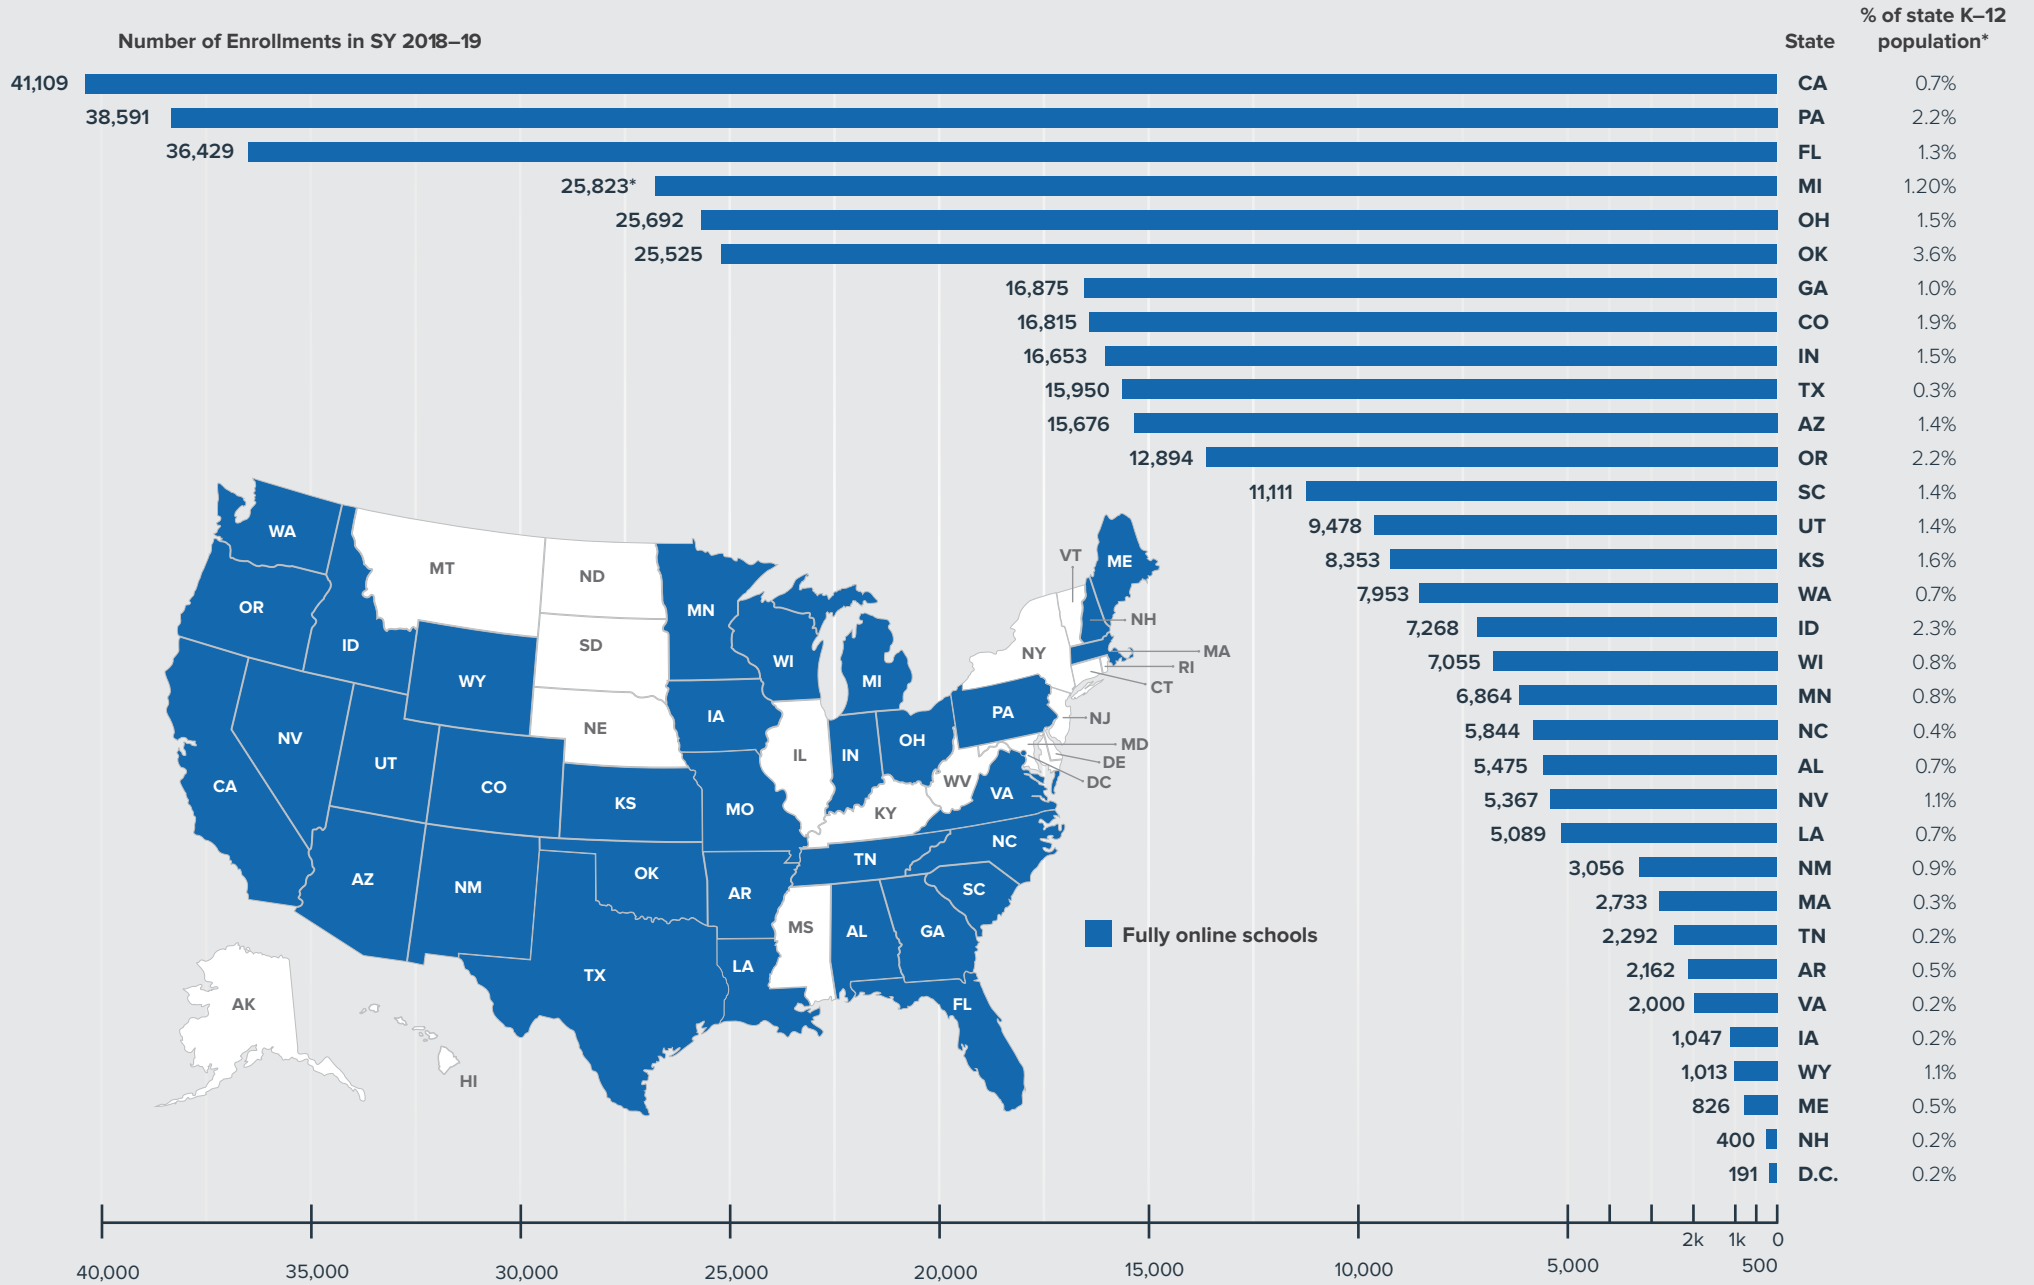 % of state K–12
Number of Enrollments in SY 2018–19 State population*
41,109 CA 0.7%
38,591 PA 2.2%
36,429 FL 1.3%
25,823* MI 1.20%
25,692 OH 1.5%
25,525 OK 3.6%
16,875 GA 1.0%
16,815 CO 1.9%
16,653 IN 1.5%
15,950 TX 0.3%
15,676 AZ 1.4%
12,894 OR 2.2%
11,111 SC 1.4%
9,478 UT 1.4%
8,353 KS 1.6%
7,953 WA 0.7%
7,268 ID 2.3%
7,055 WI 0.8%
6,864 MN 0.8%
5,844 NC 0.4%
5,475 AL 0.7%
5,367 NV 1.1%
5,089 LA 0.7%
3,056 NM 0.9%
2,733 MA 0.3%
2,292 TN 0.2%
2,162 AR 0.5%
2,000 VA 0.2%
1,047 IA 0.2%
1,013 WY 1.1%
826 ME 0.5%
400 NH 0.2%
191 D.C. 0.2%
WA
VT
ME
MT
ND
OR
MN
NH
ID
SD
NY
MA
WI
RI
WY
MI
CT
IA
PA
NJ
NE
NV
OH
MD
IL
IN
UT
DE
WV
DC
CA
CO
VA
KS
MO
KY
NC
TN
OK
AZ
NM
AR
SC
MS
AL
GA
Fully online schools
LA
TX
AK
FL
HI
2k 1k 0
40,000 35,000 30,000 25,000 20,000 15,000 10,000 5,000 500